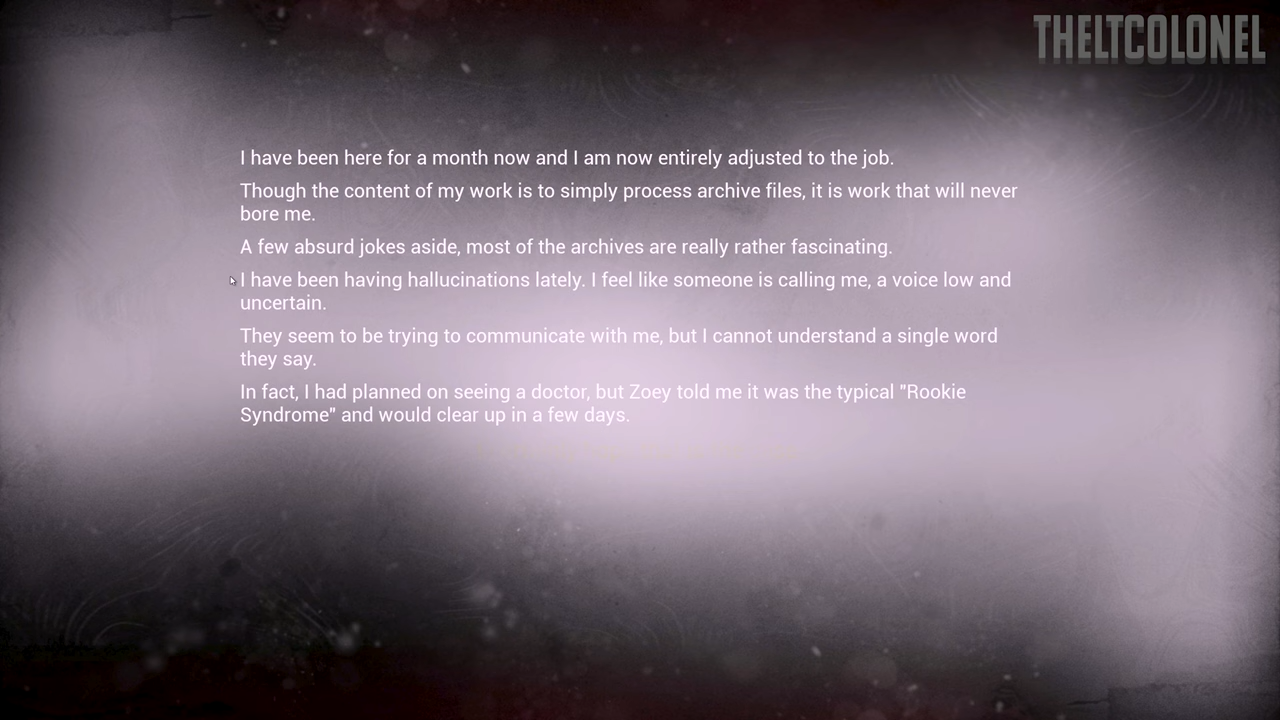 THELTCOLONEL
I have been here for a month now and I am now entirely adjusted to the job.
Though the content of my work is to simply process archive files, it is work that will never
bore me.
A few absurd jokes aside, most of the archives are really rather fascinating.
I have been having hallucinations lately. I feel like someone is calling me, a voice low and
uncertain.
They seem to be trying to communicate with me, but I cannot understand a single word
they say.
In fact, I had planned on seeing a doctor, but Zoey told me it was the typical "Rookie
Syndrome" and would clear up in a few days.